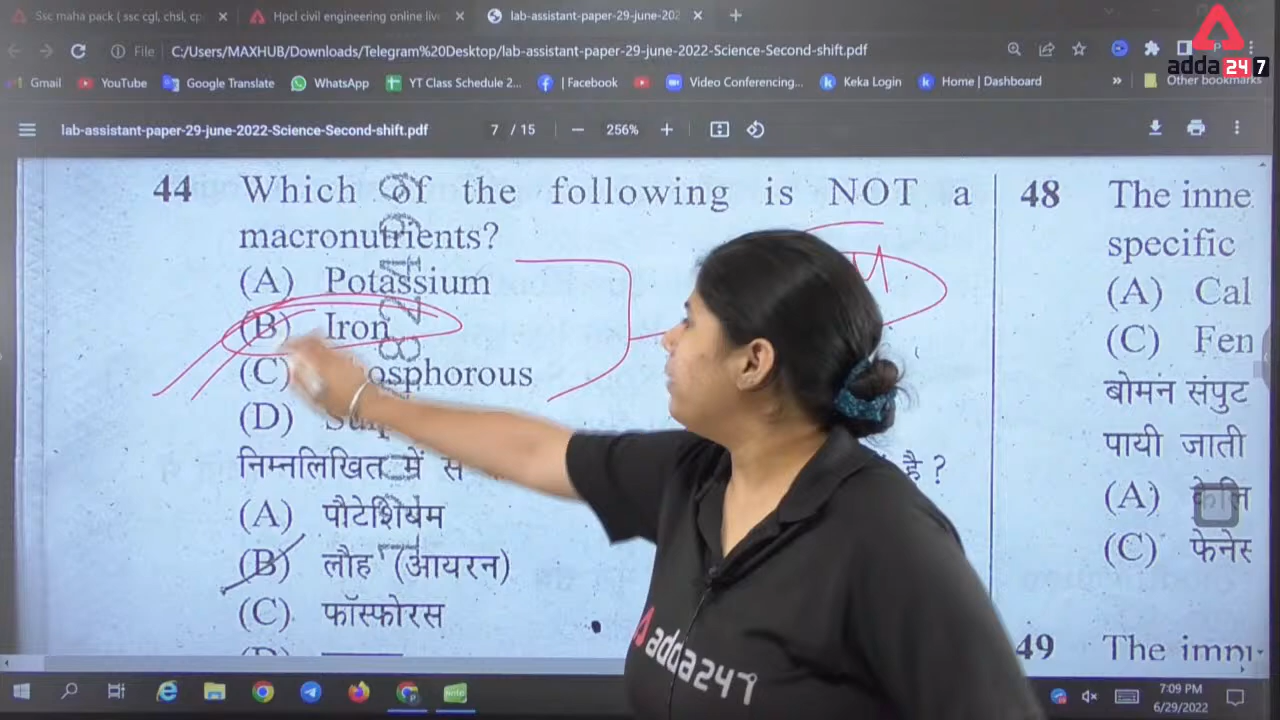 Ssc maha pack ( ssc cgl, chsl, cp
Hpcl civil engineering online live
lab-assistant-paper-29-june-202
adda 247
File C:/Users/MAXHUB/Downloads/Telegram%20Desktop/lab-assistant-paper-29-june-2022-Science-Second-shift.pdf
Gmail YouTube Google Translate WhatsApp YT Class Schedule 2... | Facebook Video Conferencing... Keka Login Home | Dashboard » Other bookmarks
lab-assistant-paper-29-june-2022-Science-Second-shift.pdf 7 / 15 256%
44 Which of the following is NOT a
macronutrients?
(A) Potassium
(B) Iron
(C) Phosphorous
(D)
निम्नलिखित में
है ?
(A) पौटेशियम
(B) लौह (आयरन)
(C) फॉस्फोरस
48 The inne
specific
(A) Cal
(C) Fen
बोमन संपुट
पायी जाती
(A) केलि
(C) फेनेस
49 The imm
adda247
7:09 PM
6/29/2022